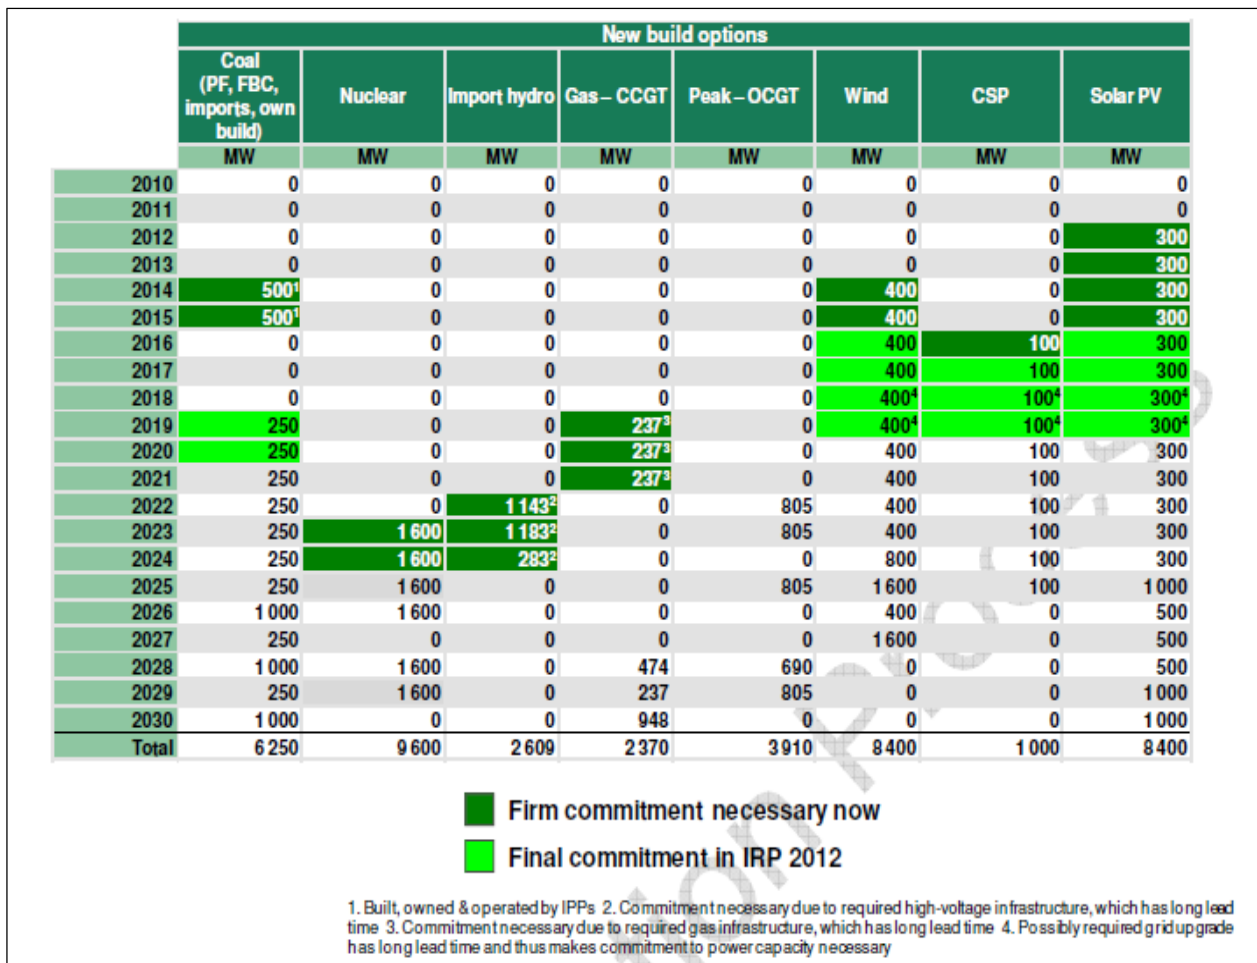 New build options
Coal (PF, FBC, imports, own build) Nuclear Import hydro Gas – CCGT Peak – OCGT Wind CSP Solar PV
MW MW MW MW MW MW MW MW
2010 0 0 0 0 0 0 0 0
2011 0 0 0 0 0 0 0 0
2012 0 0 0 0 0 0 0 300
2013 0 0 0 0 0 0 0 300
2014 500¹ 0 0 0 0 400 0 300
2015 500¹ 0 0 0 0 400 0 300
2016 0 0 0 0 0 400 100 300
2017 0 0 0 0 0 400 100 300
2018 0 0 0 0 0 400⁴ 100⁴ 300⁴
2019 250 0 0 237³ 0 400⁴ 100⁴ 300⁴
2020 250 0 0 237³ 0 400 100 300
2021 250 0 0 237³ 0 400 100 300
2022 250 0 1 143² 0 805 400 100 300
2023 250 1 600 1 183² 0 805 400 100 300
2024 250 1 600 283² 0 0 800 100 300
2025 250 1 600 0 0 805 1 600 100 1 000
2026 1 000 1 600 0 0 0 400 0 500
2027 250 0 0 0 0 1 600 0 500
2028 1 000 1 600 0 474 690 0 0 500
2029 250 1 600 0 237 805 0 0 1 000
2030 1 000 0 0 948 0 0 0 1 000
Total 6 250 9 600 2 609 2 370 3 910 8 400 1 000 8 400
Firm commitment necessary now
Final commitment in IRP 2012
1. Built, owned & operated by IPPs 2. Commitment necessary due to required high-voltage infrastructure, which has long lead
time 3. Commitment necessary due to required gas infrastructure, which has long lead time 4. Possibly required grid upgrade
has long lead time and thus makes commitment to power capacity necessary